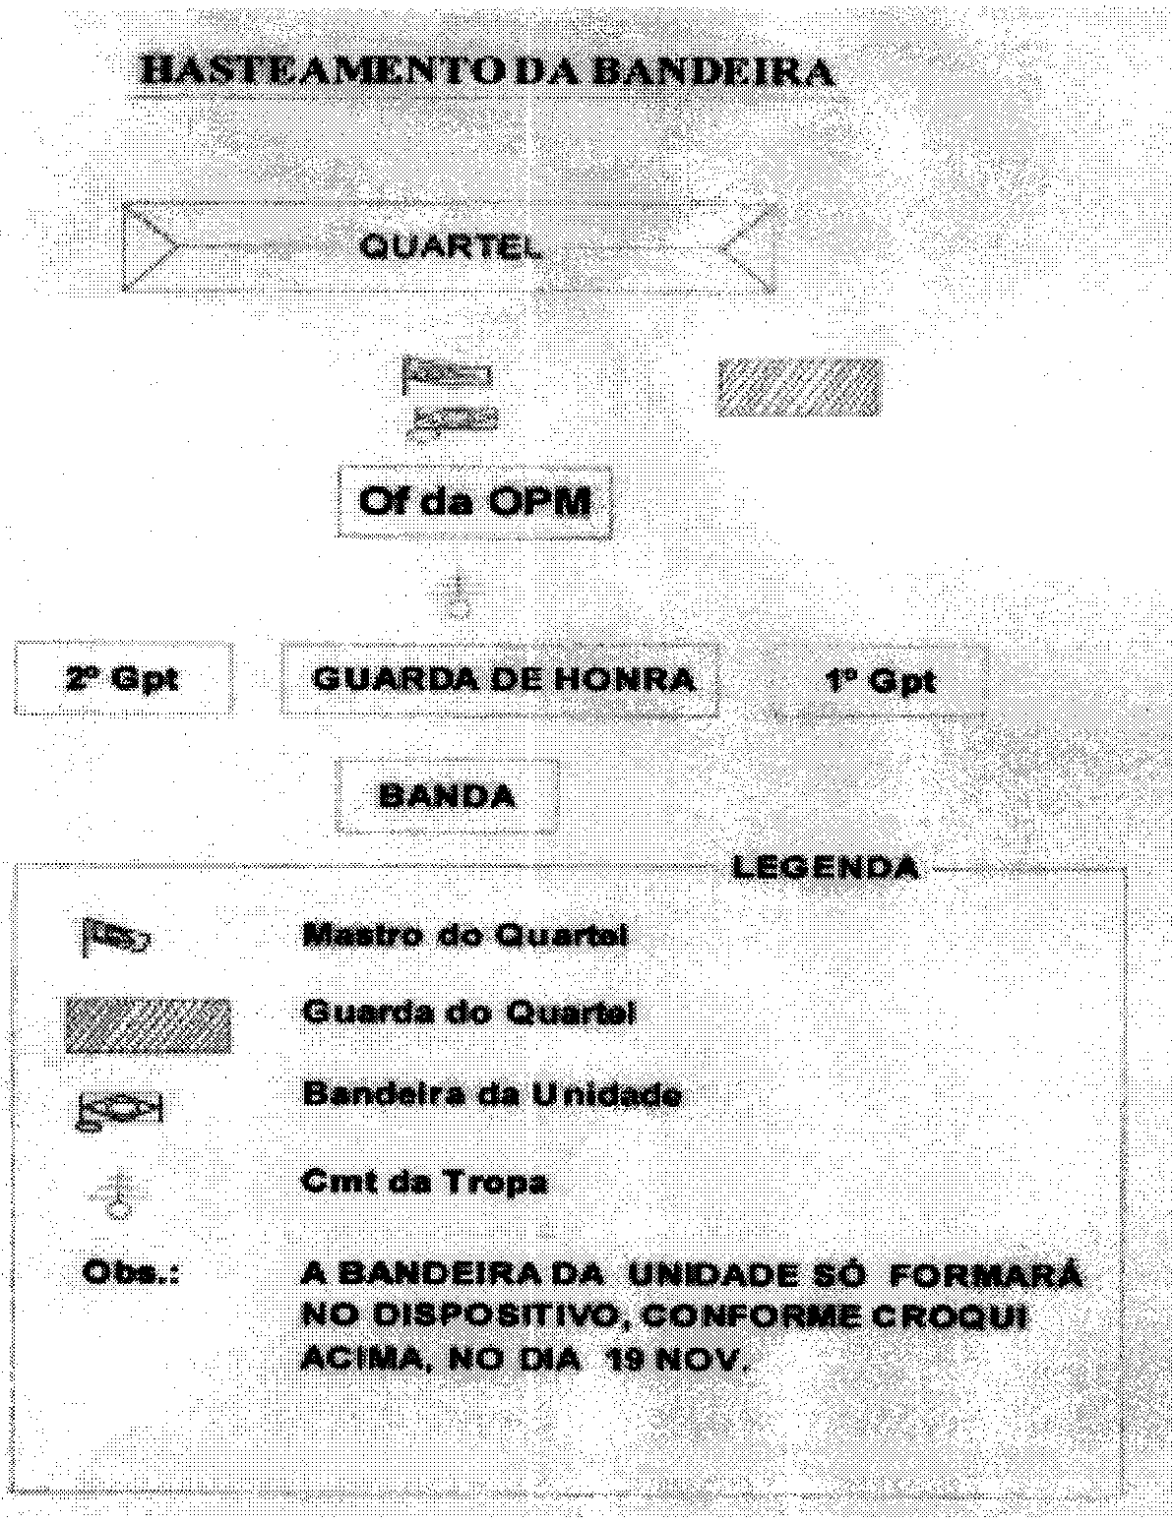 HASTEAMENTO DA BANDEIRA
QUARTEL
Of da OPM
2º Gpt
GUARDA DE HONRA
1º Gpt
BANDA
LEGENDA
Mastro do Quartel
Guarda do Quartel
Bandeira da Unidade
Cmt da Tropa
Obs.: A BANDEIRA DA UNIDADE SÓ FORMARÁ
NO DISPOSITIVO, CONFORME CROQUI
ACIMA, NO DIA 19 NOV.